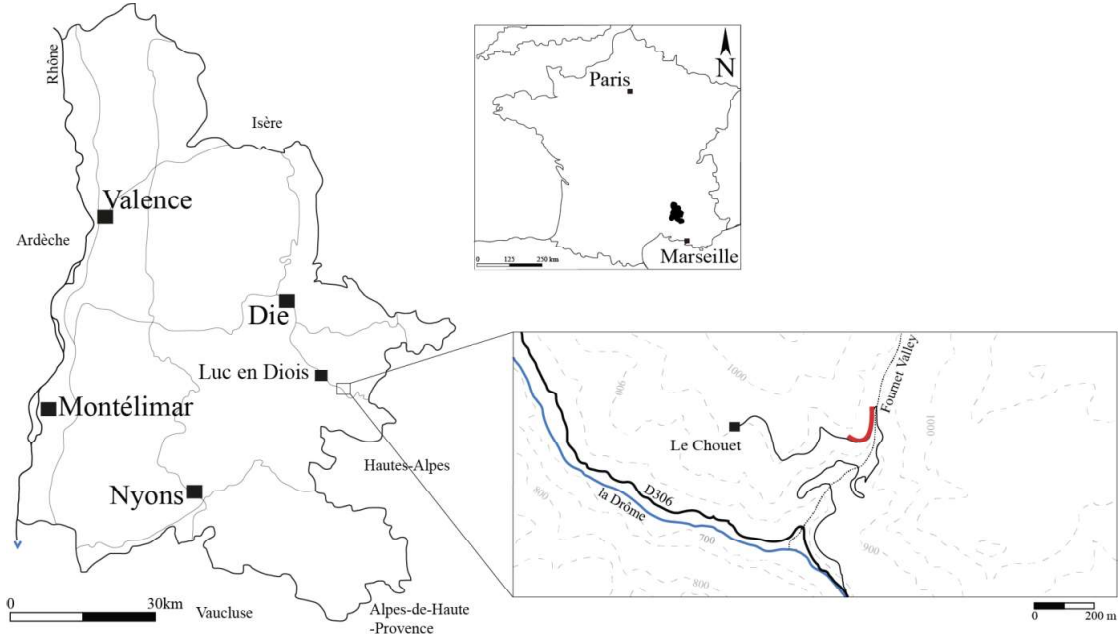 Rhône
Isère
Valence
Ardèche
Die
Luc en Diois
Montélimar
Hautes-Alpes
Nyons
0 30km
Vaucluse
Alpes-de-Haute
-Provence
N
Paris
Marseille
0 125 250 km
1000
900
Fournet Valley
1000
Le Chouet
D306
la Drôme
800
700
900
800
0 200 m